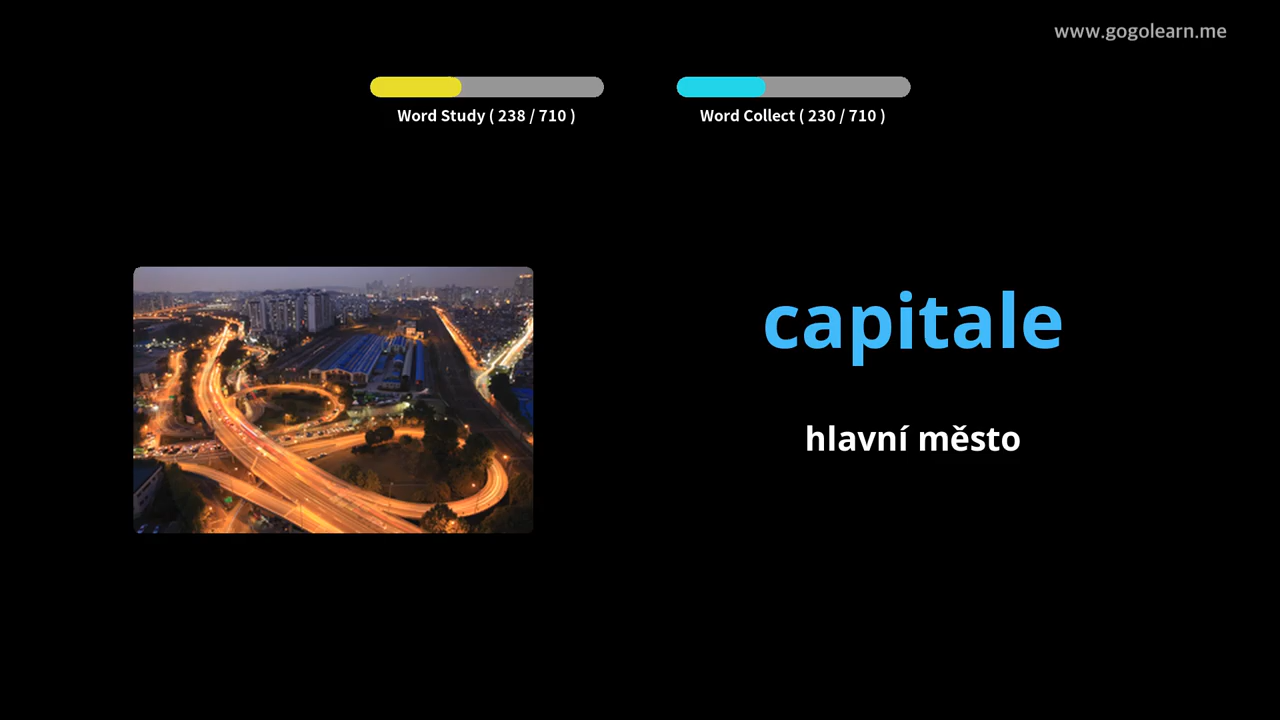 www.gogolearn.me
Word Study ( 238 / 710 )
Word Collect ( 230 / 710 )
capitale
hlavní město